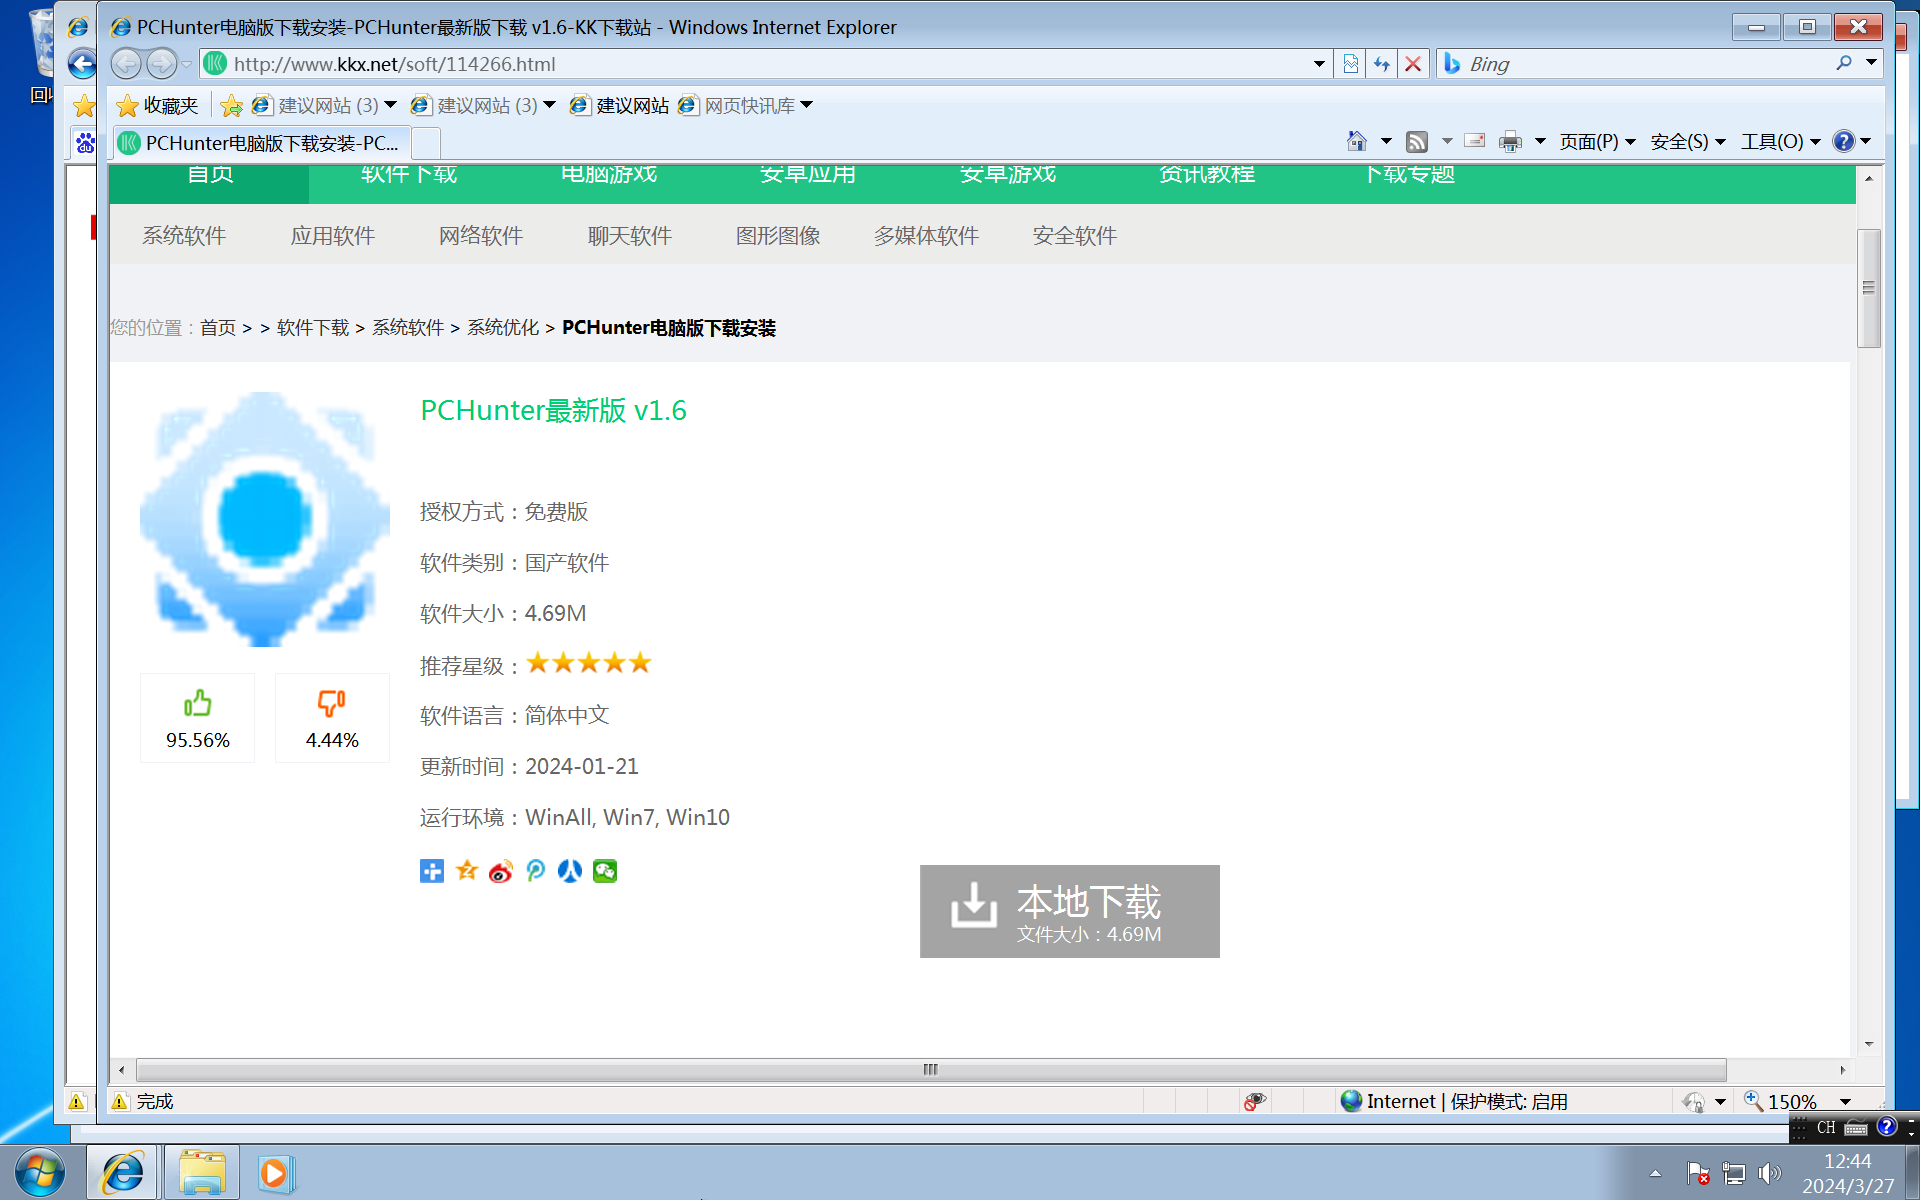 PCHunter电脑版下载安装-PCHunter最新版下载 v1.6-KK下载站 - Windows Internet Explorer
http://www.kkx.net/soft/114266.html
Bing
收藏夹
建议网站 (3)
建议网站 (3)
建议网站
网页快讯库
PCHunter电脑版下载安装-PC...
页面(P)
安全(S)
工具(O)
首页
软件下载
电脑游戏
安卓应用
安卓游戏
资讯教程
下载专题
系统软件
应用软件
网络软件
聊天软件
图形图像
多媒体软件
安全软件
您的位置：首页 > > 软件下载 > 系统软件 > 系统优化 > PCHunter电脑版下载安装
PCHunter最新版 v1.6
授权方式：免费版
软件类别：国产软件
软件大小：4.69M
推荐星级：
软件语言：简体中文
更新时间：2024-01-21
运行环境：WinAll, Win7, Win10
95.56%
4.44%
本地下载
文件大小：4.69M
完成
Internet | 保护模式: 启用
150%
CH
12:44
2024/3/27